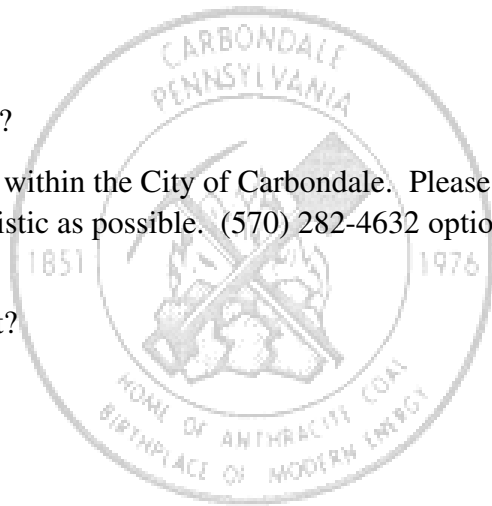 CARBONDALE
PENNSYLVANIA
?
within the City of Carbondale.  Please
istic as possible.  (570) 282-4632 optio
1851 1976
t?
HOME OF ANTHRACITE COAL
BIRTHPLACE OF MODERN ENERGY